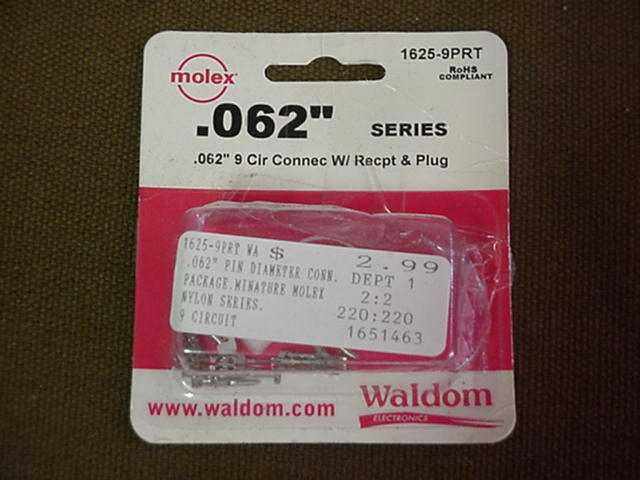 molex®
1625-9PRT
RoHS
COMPLIANT
.062" SERIES
.062" 9 Cir Connec W/ Recpt & Plug
1625-9PRT WA $ 2.99
.062" PIN DIAMETER CONN. DEPT 1
PACKAGE.MINATURE MOLEX 2:2
NYLON SERIES. 220:220
9 CIRCUIT 1651463
www.waldom.com
Waldom
ELECTRONICS